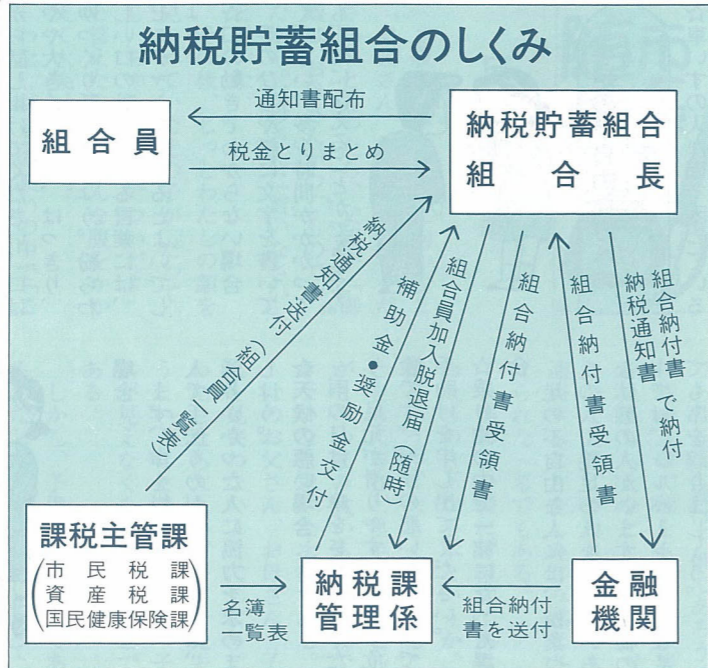 納税貯蓄組合のしくみ
通知書配布
組合員
税金とりまとめ
納税貯蓄組合
組合長
納税通知書送付(組合員一覧表)
補助金●奨励金交付
組合員加入脱退届(随時)
組合納付書受領書
組合納付書受領書
組合納付書で納付
納税通知書
課税主管課
(市民税課
資産税課
国民健康保険課)
名簿
一覧表
納税課
管理係
組合納付
書を送付
金融
機関